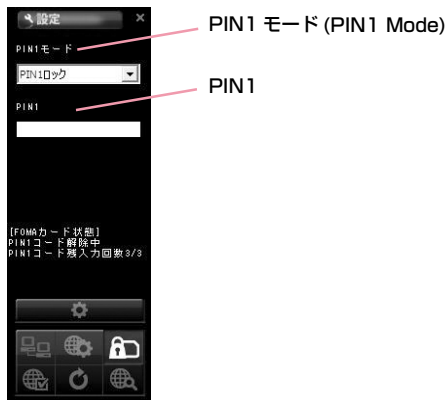 設定
PIN1 モード (PIN1 Mode)
PIN1モード
PIN1ロック
PIN1
PIN1
[FOMAカード状態]
PIN1コード解除中
PIN1コード残入力回数3/3